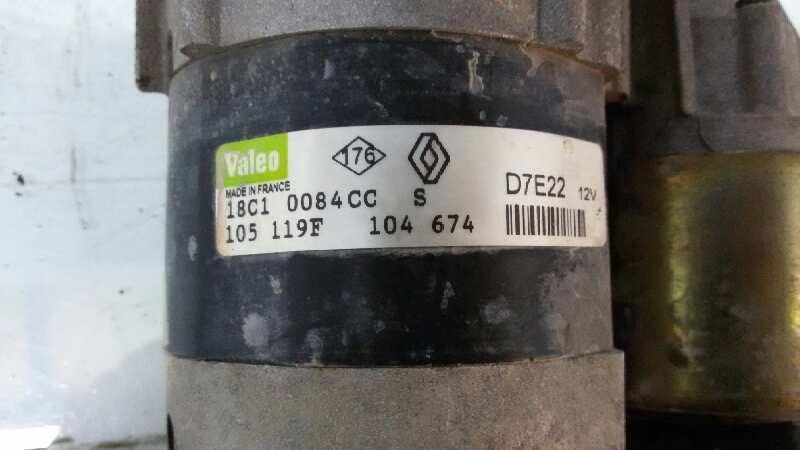 Valeo 176
MADE IN FRANCE D7E22 12V
18C1 0084CC S
105 119F 104 674